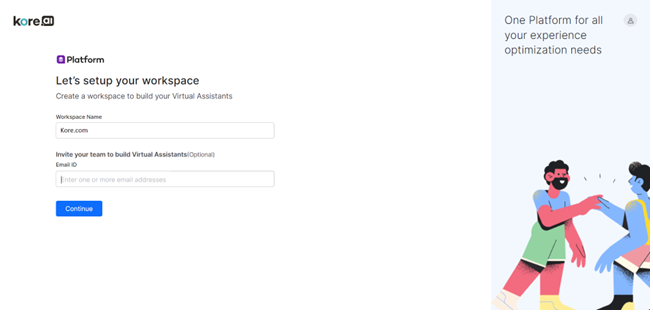 kore.ai
Platform
Let's setup your workspace
Create a workspace to build your Virtual Assistants
Workspace Name
Kore.com
Invite your team to build Virtual Assistants(Optional)
Email ID
Enter one or more email addresses
Continue
One Platform for all
your experience
optimization needs